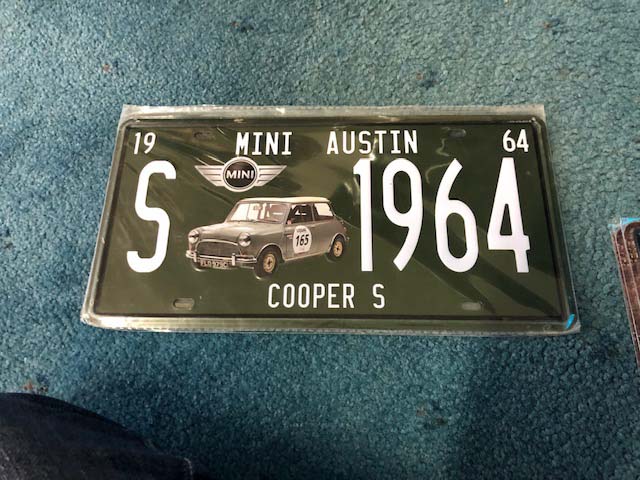 19 MINI AUSTIN 64
MINI
S 1964
165
COOPER S